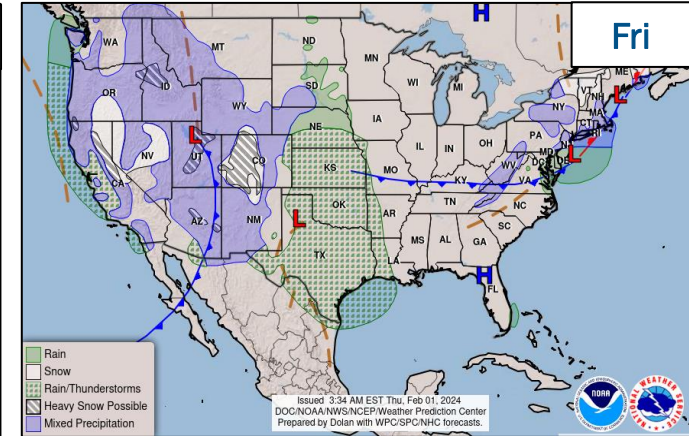 H
Fri
WA
MT
ND
MN
ME
VT
NH
OR
ID
SD
WI
MI
NY
MA
CT
RI
L
WY
IA
PA
NE
L
NV
UT
CO
IL
IN
OH
MD
DE
DC
L
WV
CA
KS
MO
KY
VA
AZ
NM
OK
AR
TN
NC
L
TX
MS
AL
GA
SC
LA
H
FL
Rain
Snow
Rain/Thunderstorms
Heavy Snow Possible
Mixed Precipitation
Issued 3:34 AM EST Thu, Feb 01, 2024
DOC/NOAA/NWS/NCEP/Weather Prediction Center
Prepared by Dolan with WPC/SPC/NHC forecasts.
NOAA
NATIONAL WEATHER
SERVICE